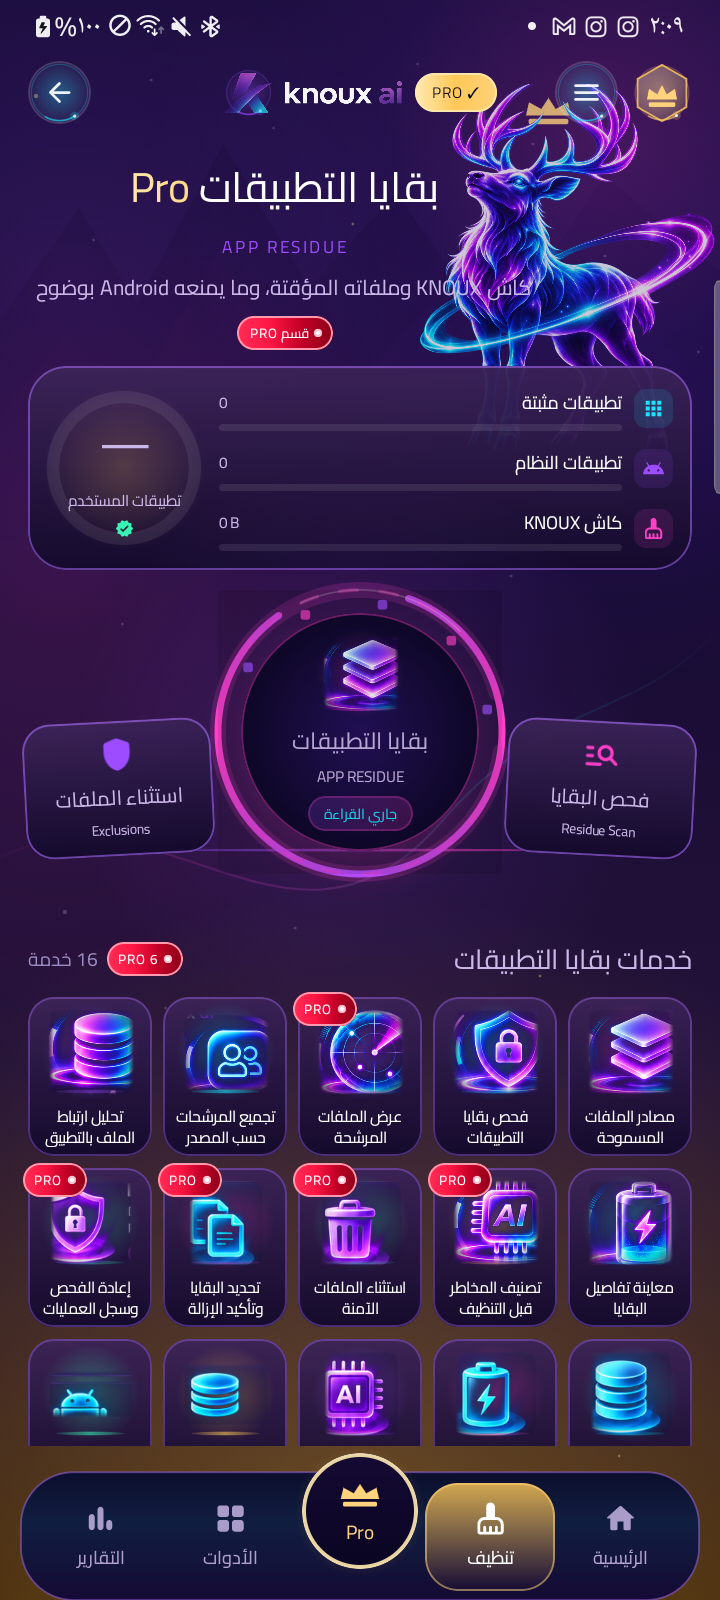 ٢:٠٩
%١٠٠
knoux ai
PRO ✓
بقايا التطبيقات Pro
APP RESIDUE
كاش KNOUX وملفاته المؤقتة، وما يمنعه Android بوضوح
قسم PRO
تطبيقات مثبتة
0
تطبيقات النظام
0
كاش KNOUX
0 B
—
تطبيقات المستخدم
بقايا التطبيقات
APP RESIDUE
جاري القراءة
فحص البقايا
Residue Scan
استثناء الملفات
Exclusions
خدمات بقايا التطبيقات
PRO 6
16 خدمة
مصادر الملفات
المسموحة
فحص بقايا
التطبيقات
PRO
عرض الملفات
المرشحة
تجميع المرشحات
حسب المصدر
تحليل ارتباط
الملف بالتطبيق
معاينة تفاصيل
البقايا
PRO
AI
تصنيف المخاطر
قبل التنظيف
PRO
استثناء الملفات
الآمنة
PRO
تحديد البقايا
وتأكيد الإزالة
PRO
إعادة الفحص
وسجل العمليات
AI
الرئيسية
تنظيف
Pro
الأدوات
التقارير